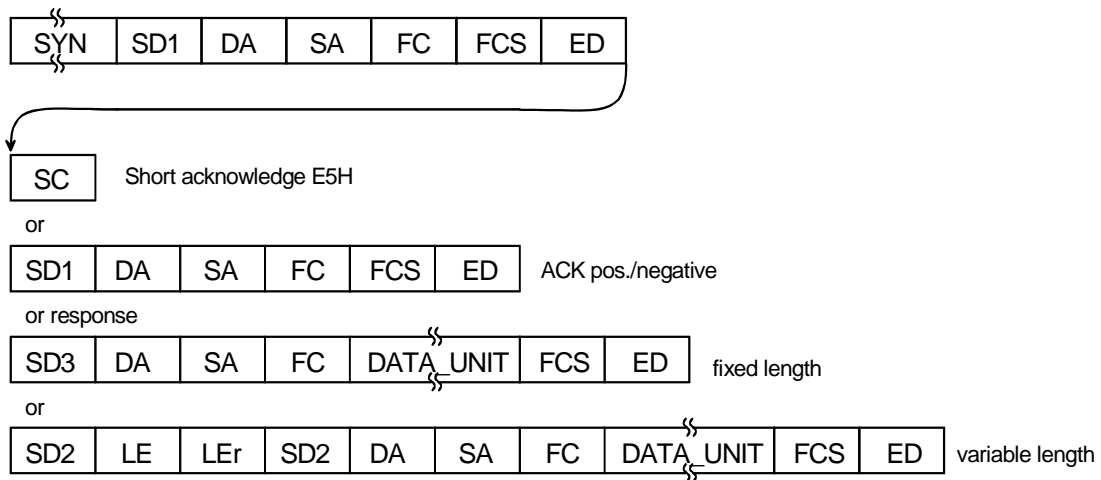 SYN SD1 DA SA FC FCS ED
SC Short acknowledge E5H
or
SD1 DA SA FC FCS ED ACK pos./negative
or response
SD3 DA SA FC DATA_UNIT FCS ED fixed length
or
SD2 LE LEr SD2 DA SA FC DATA_UNIT FCS ED variable length